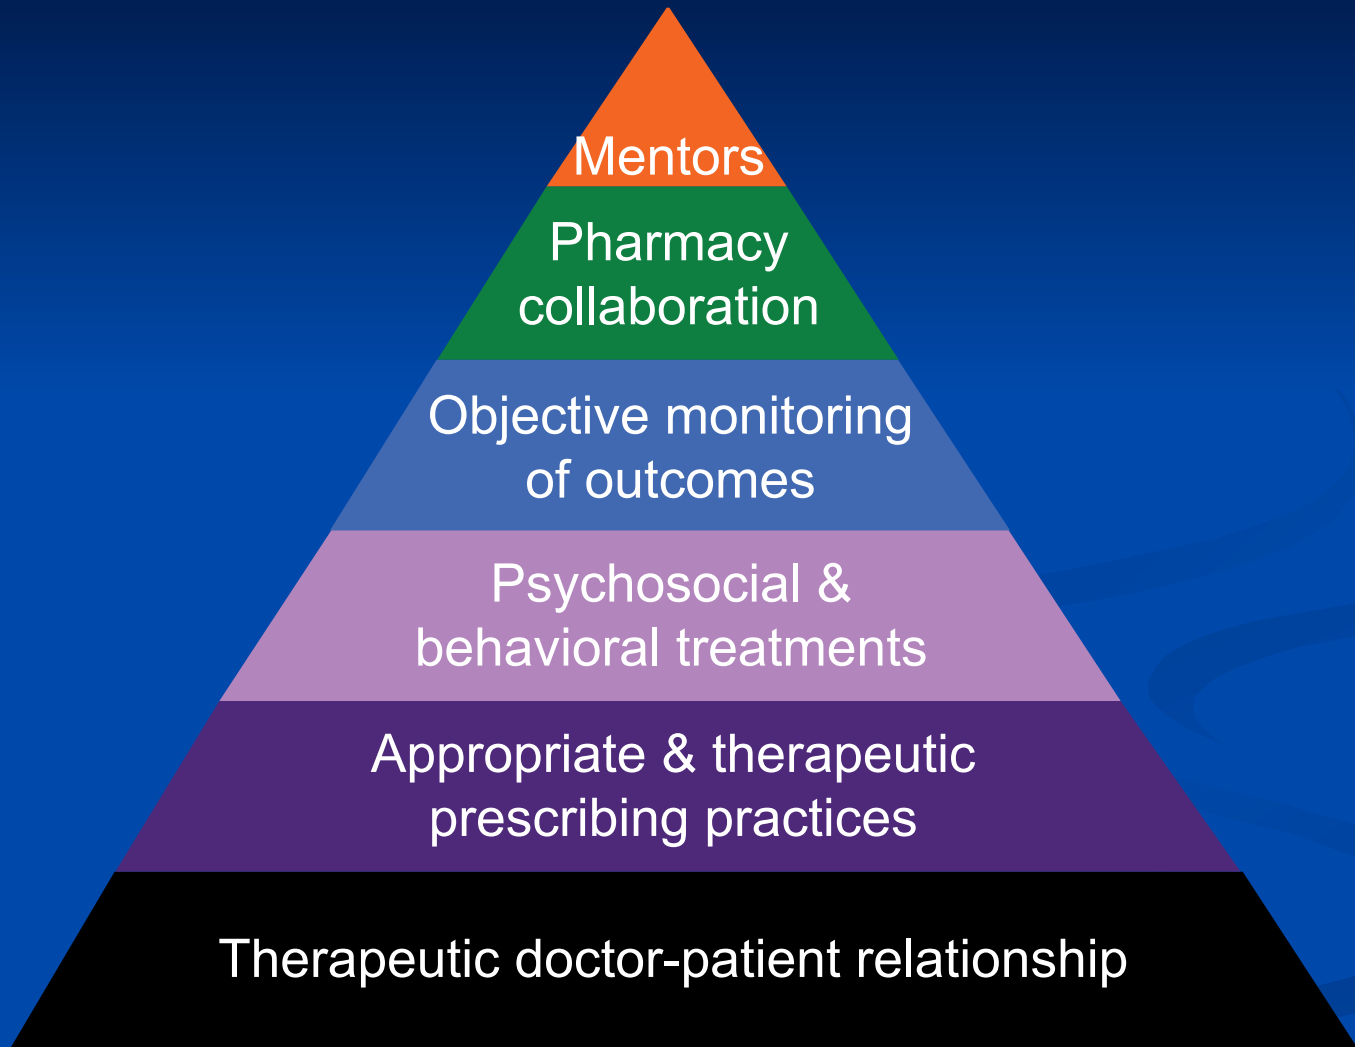 Mentors
Pharmacy
collaboration
Objective monitoring
of outcomes
Psychosocial &
behavioral treatments
Appropriate & therapeutic
prescribing practices
Therapeutic doctor-patient relationship